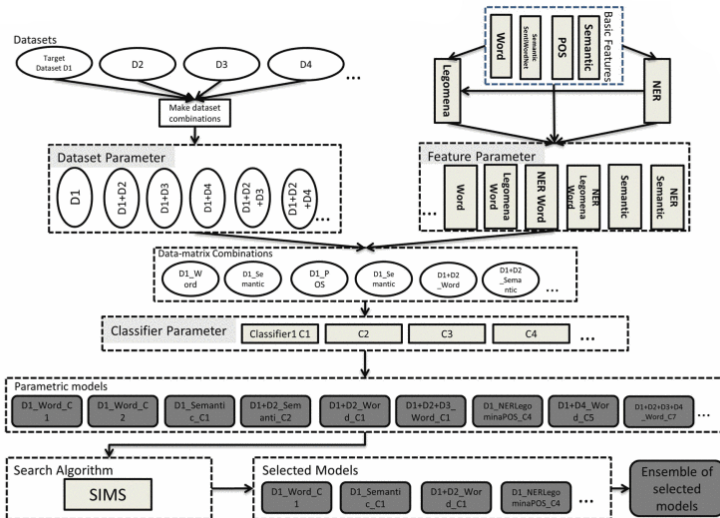 Datasets
Target
Dataset D1
D2
D3
D4
...
Make dataset
combinations
Basic Features
Word
Semantic
SentiWordNet
POS
Semantic
Legomena
NER
Dataset Parameter
D1
D1+D2
D1+D3
D1+D4
D1+D2
+D3
D1+D2
+D4
...
Feature Parameter
...
Word
Legomena
Word
NER Word
NER
Legomena
Word
Semantic
NER
Semantic
Data-matrix Combinations
D1_W
ord
D1_Se
mantic
D1_P
OS
D1_Se
mantic
D1+D2
_Word
D1+D2
_Sema
ntic
...
Classifier Parameter
Classifier1 C1
C2
C3
C4
...
Parametric models
D1_Word_C
1
D1_Word_C
2
D1_Semanti
c_C1
D1+D2_Sem
anti_C2
D1+D2_Wor
d_C1
D1+D2+D3_
Word_C1
D1_NERLego
minaPOS_C4
D1+D4_Wor
d_C5
D1+D2+D3+D4
_Word_C7
...
Search Algorithm
SIMS
Selected Models
D1_Word_C
1
D1_Semanti
c_C1
D1+D2_Wor
d_C1
D1_NERLego
minaPOS_C4
...
Ensemble of
selected
models